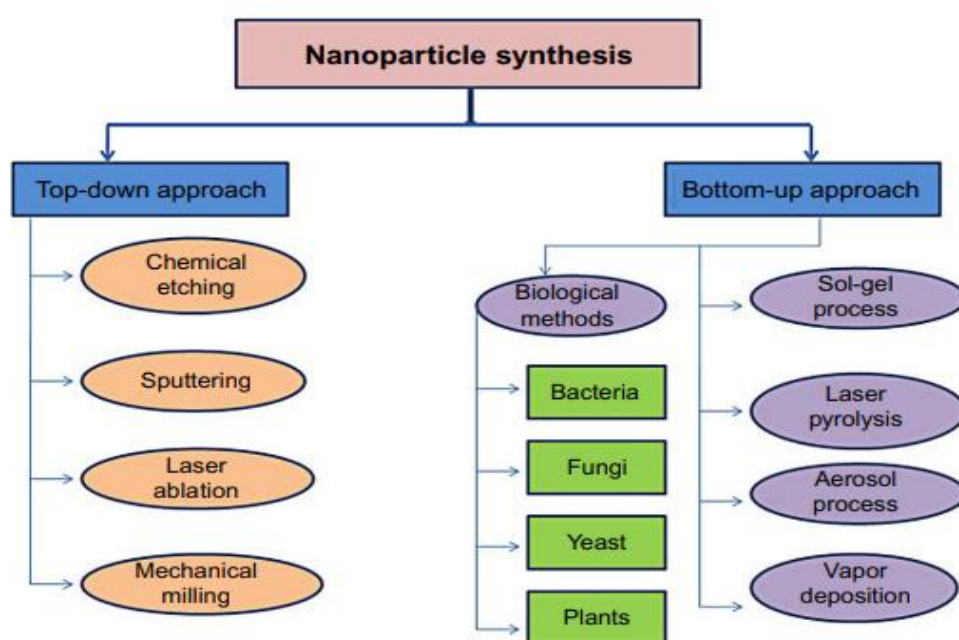 Nanoparticle synthesis
Top-down approach
Chemical
etching
Sputtering
Laser
ablation
Mechanical
milling
Bottom-up approach
Biological
methods
Bacteria
Fungi
Yeast
Plants
Sol-gel
process
Laser
pyrolysis
Aerosol
process
Vapor
deposition